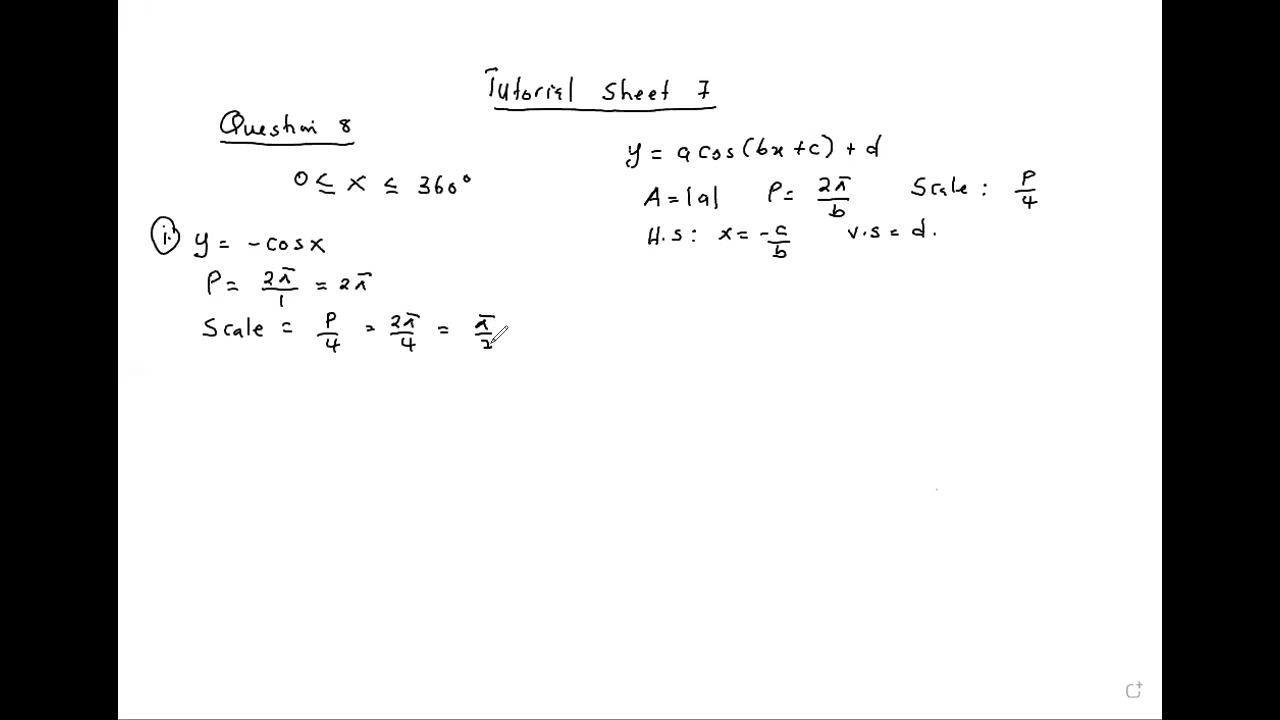 Tutorial Sheet 7
Question 8
0 ≤ x ≤ 360°
i. y = -cosx
P = 2π/1 = 2π
Scale = P/4 = 2π/4 = π/2
y = a cos(bx + c) + d
A = |a| P = 2π/b Scale : P/4
H.S : x = -c/b V.S = d.